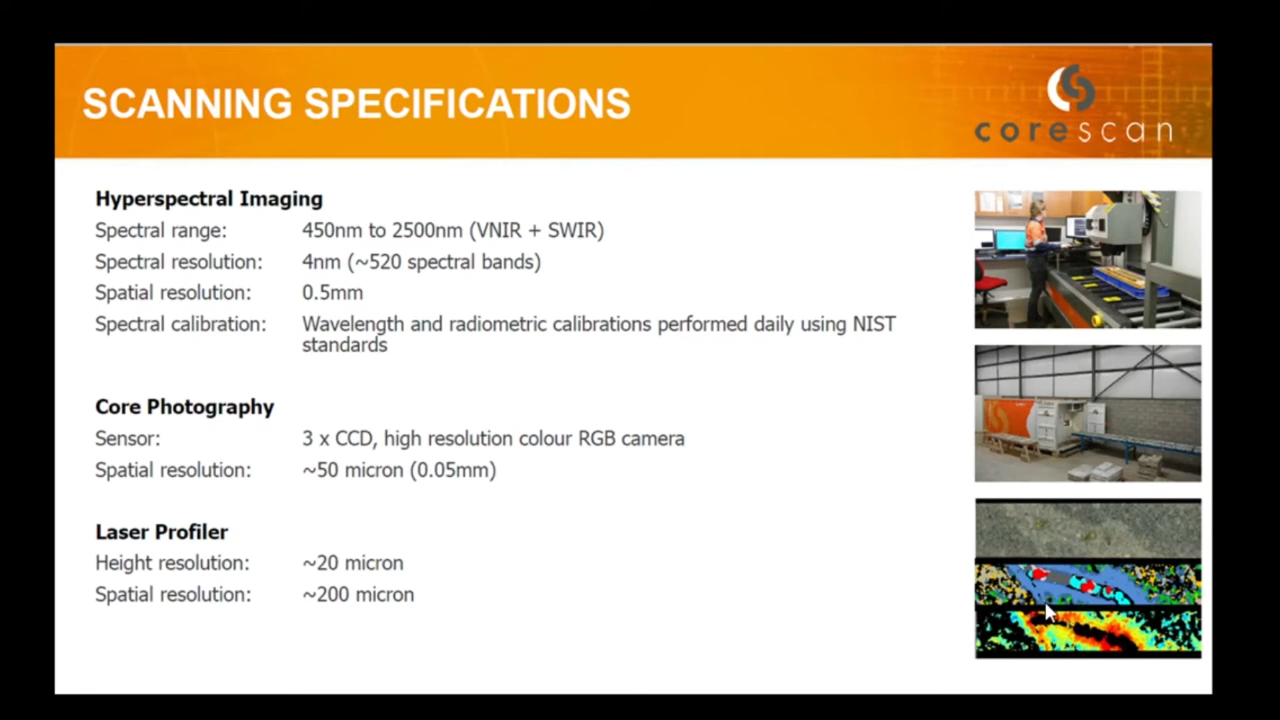 SCANNING SPECIFICATIONS
corescan
Hyperspectral Imaging
Spectral range: 450nm to 2500nm (VNIR + SWIR)
Spectral resolution: 4nm (~520 spectral bands)
Spatial resolution: 0.5mm
Spectral calibration: Wavelength and radiometric calibrations performed daily using NIST
standards
Core Photography
Sensor: 3 x CCD, high resolution colour RGB camera
Spatial resolution: ~50 micron (0.05mm)
Laser Profiler
Height resolution: ~20 micron
Spatial resolution: ~200 micron